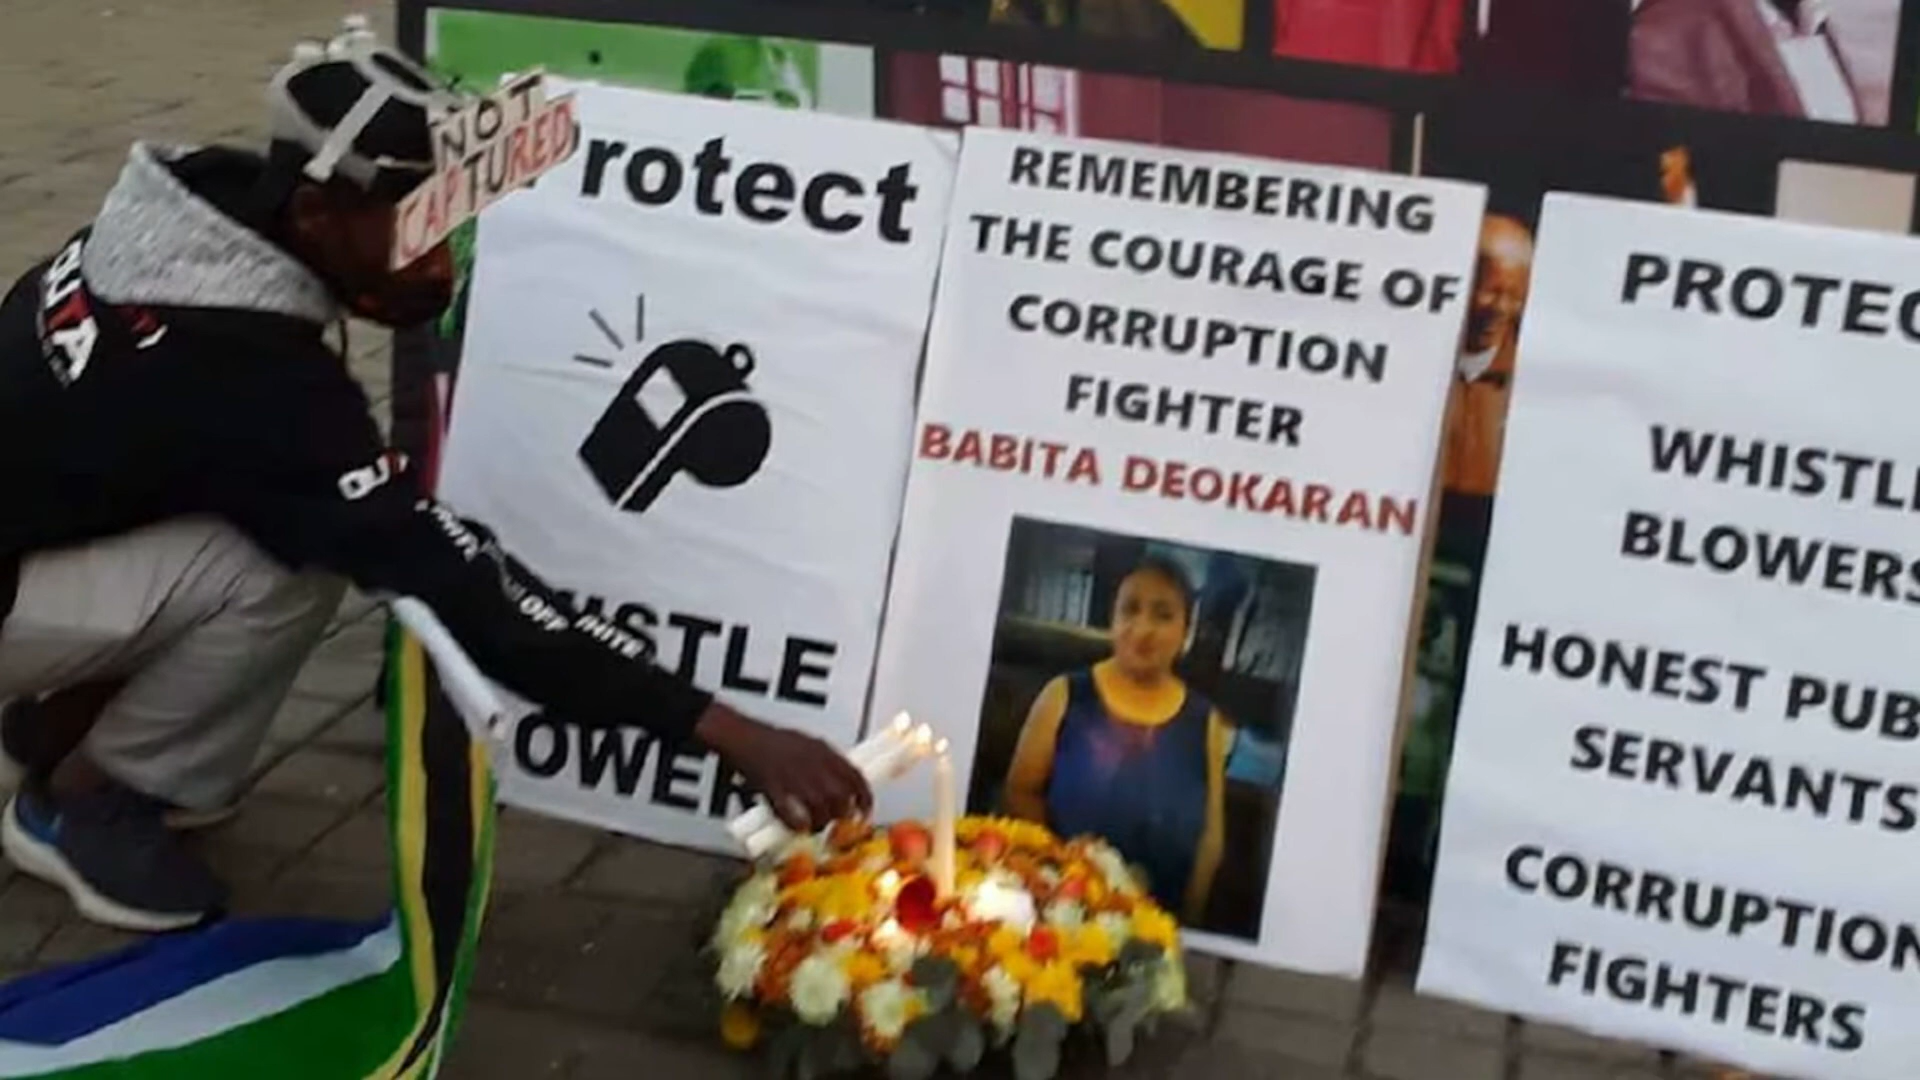 NOT
CAPTURED
rotect
STLE
OWER
REMEMBERING
THE COURAGE OF
CORRUPTION
FIGHTER
BABITA DEOKARAN
PROTEC
WHISTL
BLOWERS
HONEST PUB
SERVANTS
CORRUPTION
FIGHTERS